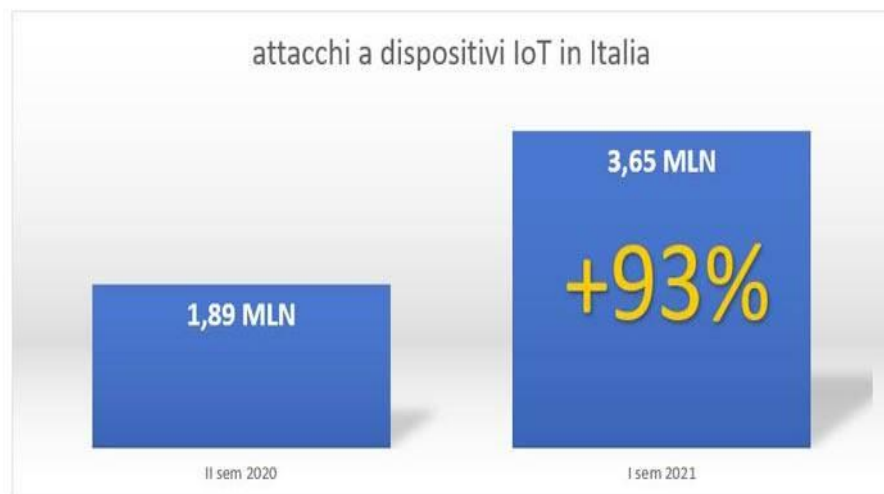 attacchi a dispositivi IoT in Italia
3,65 MLN
+93%
1,89 MLN
II sem 2020
I sem 2021